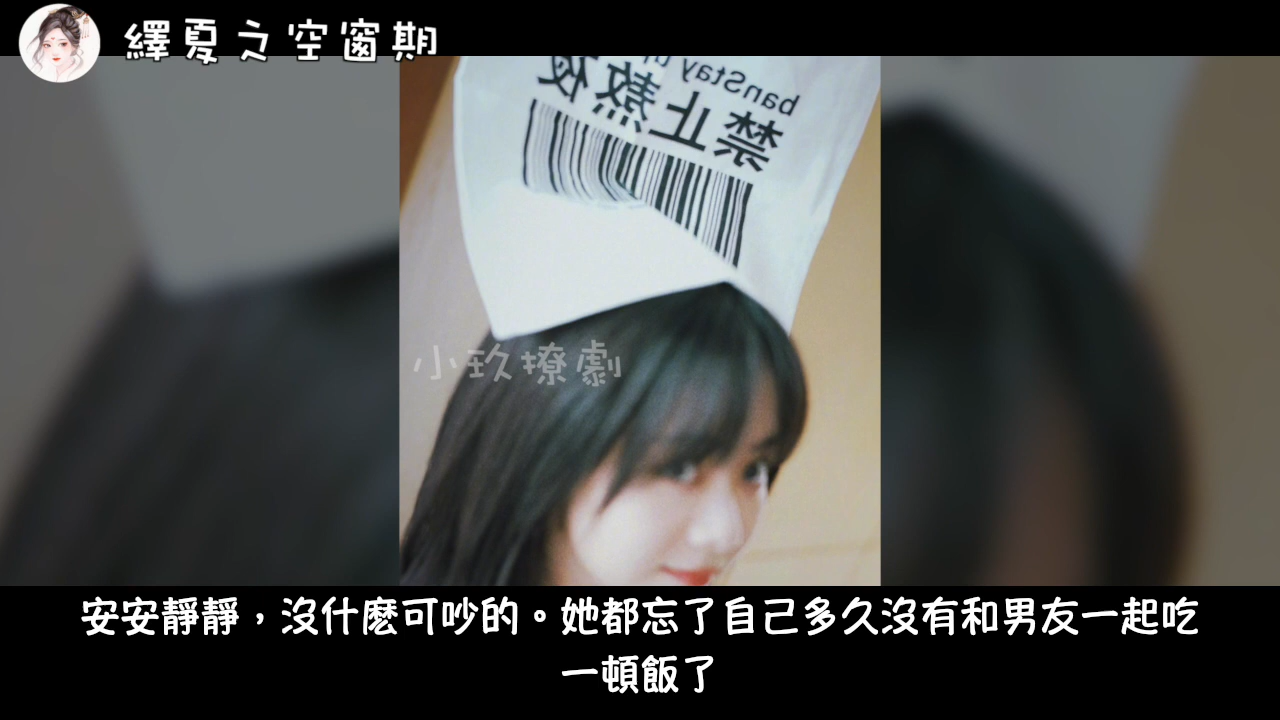 繹夏之空窗期
banStay u
禁止熬夜
小玖撩劇
安安靜靜，沒什麽可吵的。她都忘了自己多久沒有和男友一起吃
一頓飯了